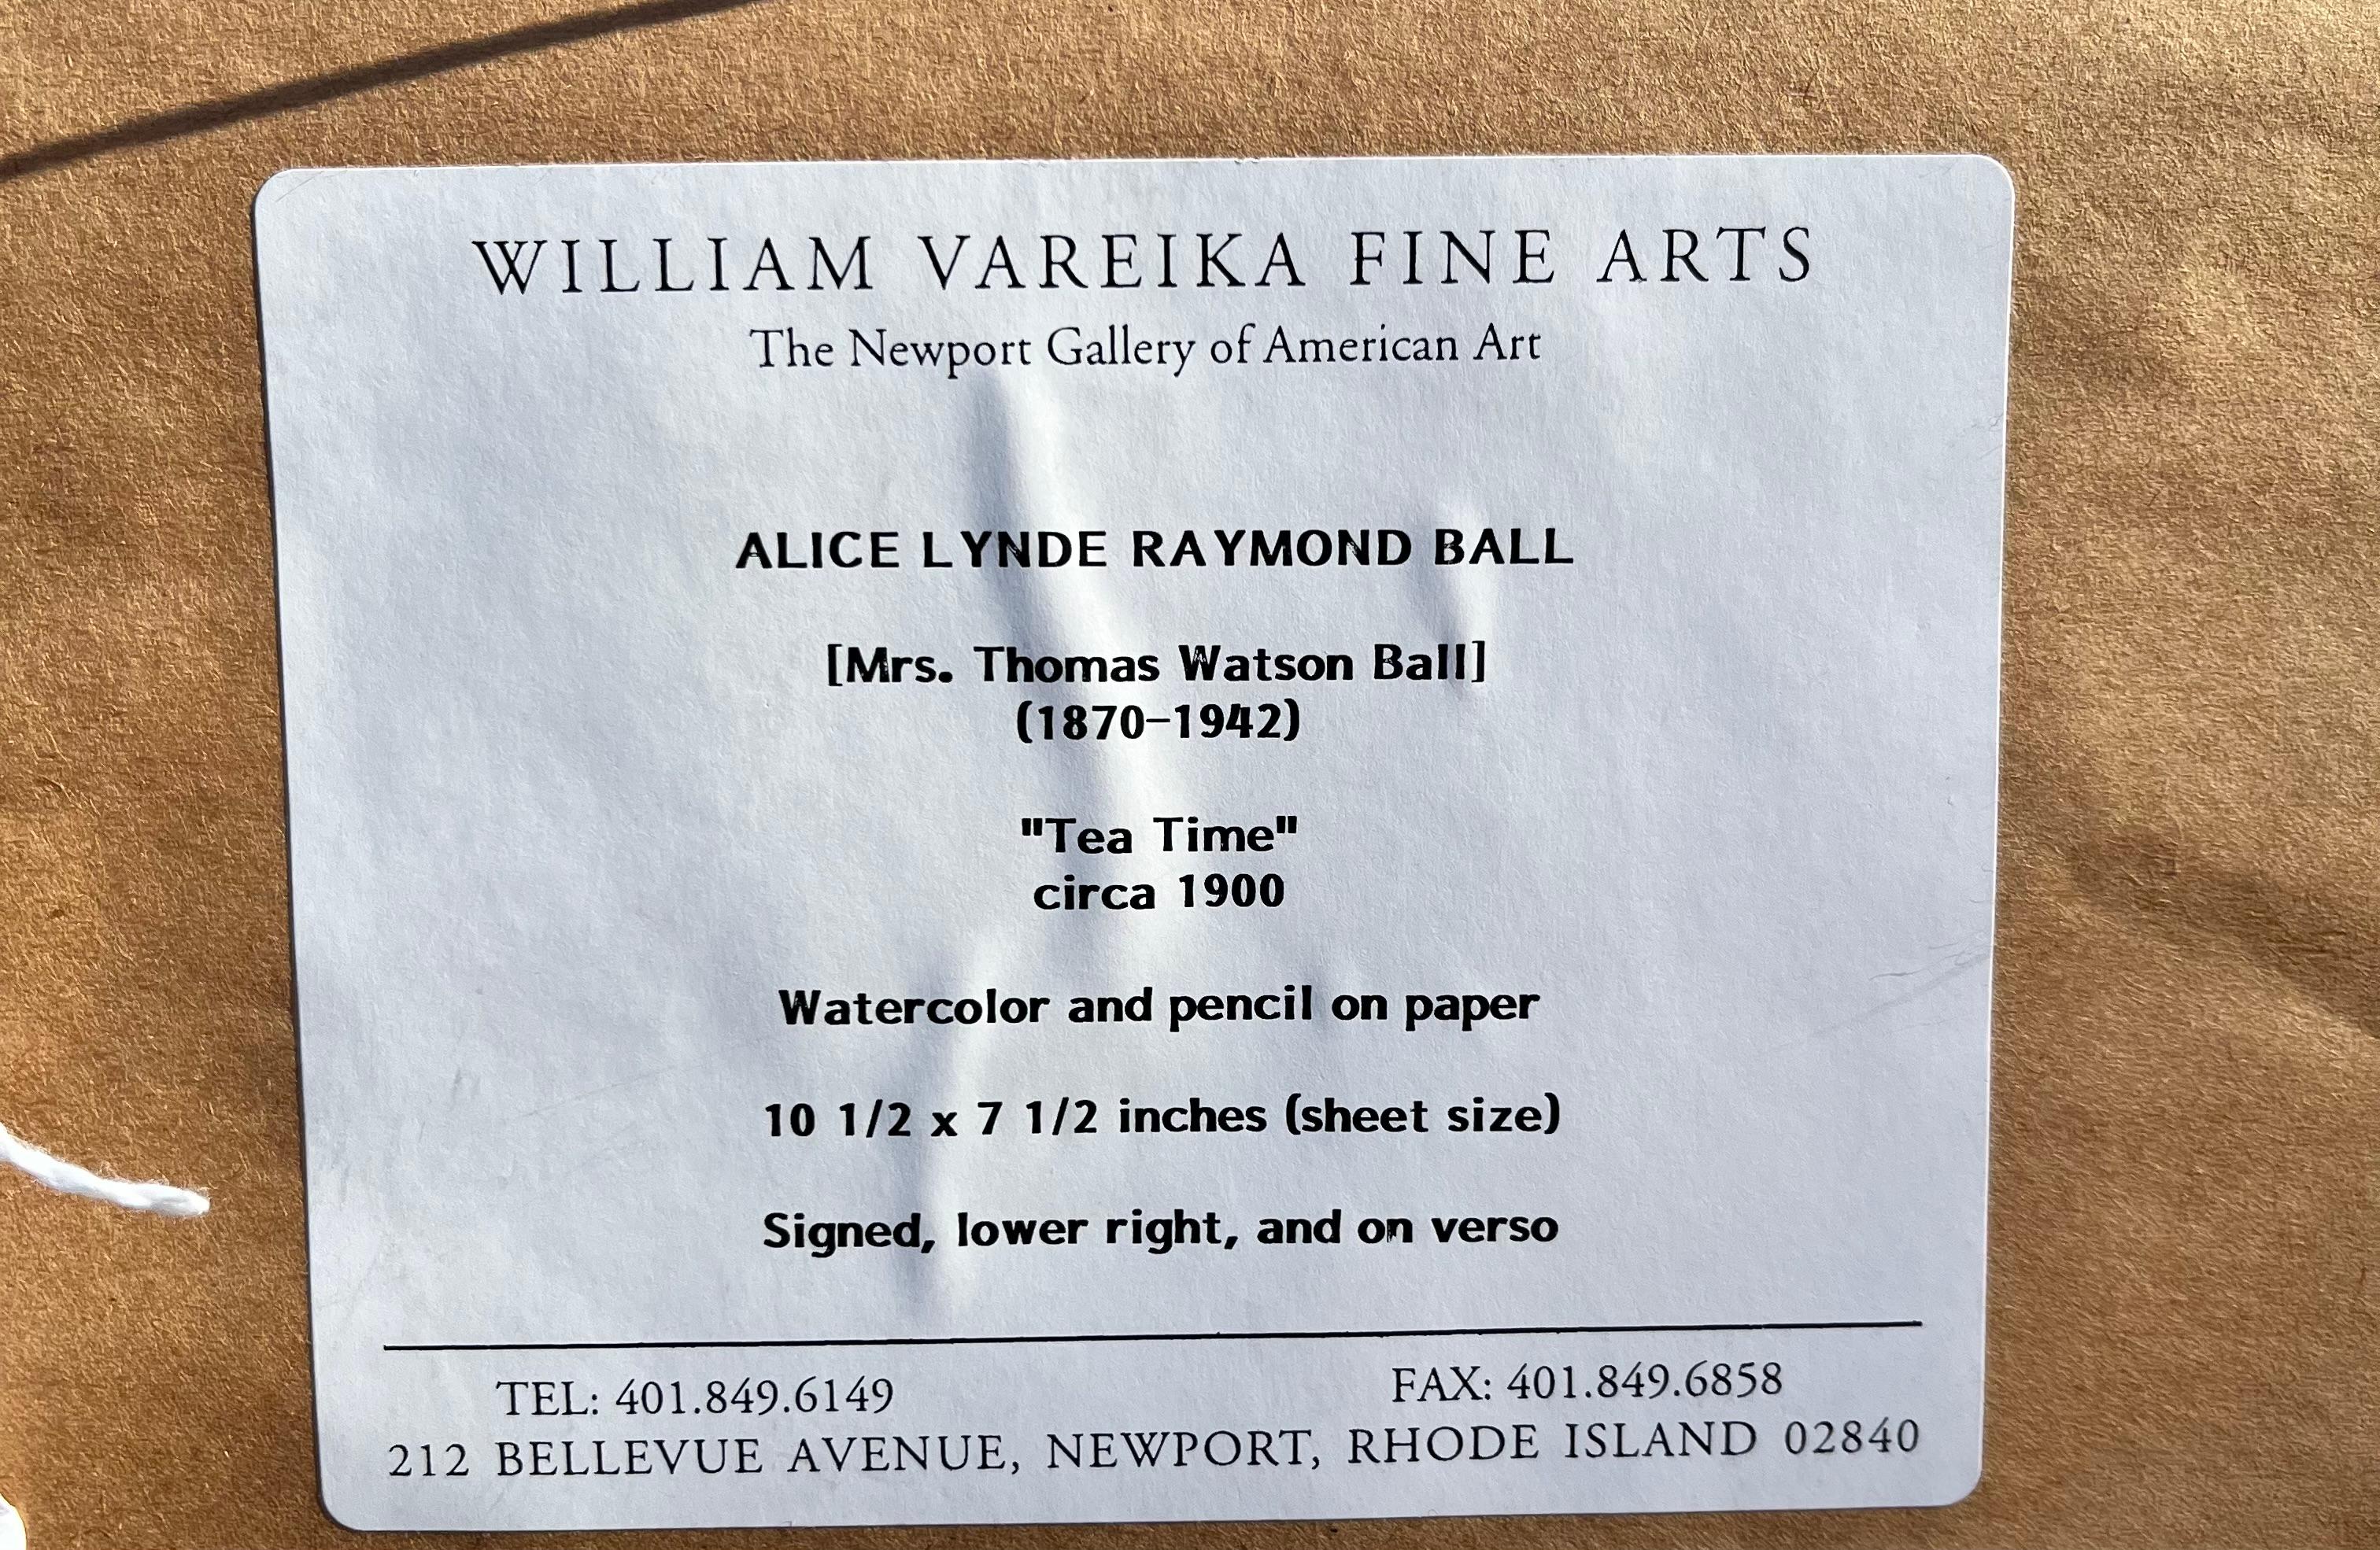 WILLIAM VAREIKA FINE ARTS
The Newport Gallery of American Art
ALICE LYNDE RAYMOND BALL
[Mrs. Thomas Watson Ball]
(1870-1942)
"Tea Time"
circa 1900
Watercolor and pencil on paper
10 1/2 x 7 1/2 inches (sheet size)
Signed, lower right, and on verso
TEL: 401.849.6149 FAX: 401.849.6858
212 BELLEVUE AVENUE, NEWPORT, RHODE ISLAND 02840